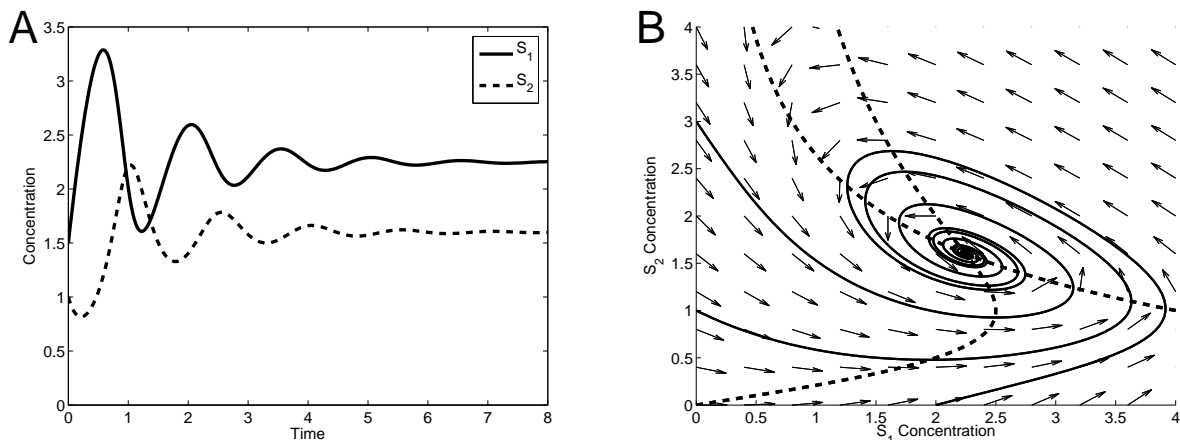 A
3.5
3
2.5
2
1.5
1
0.5
0
Concentration
0 1 2 3 4 5 6 7 8
Time
S1
S2
B
4
3.5
3
2.5
2
1.5
1
0.5
0
S2 Concentration
0 0.5 1 1.5 2 2.5 3 3.5 4
S1 Concentration